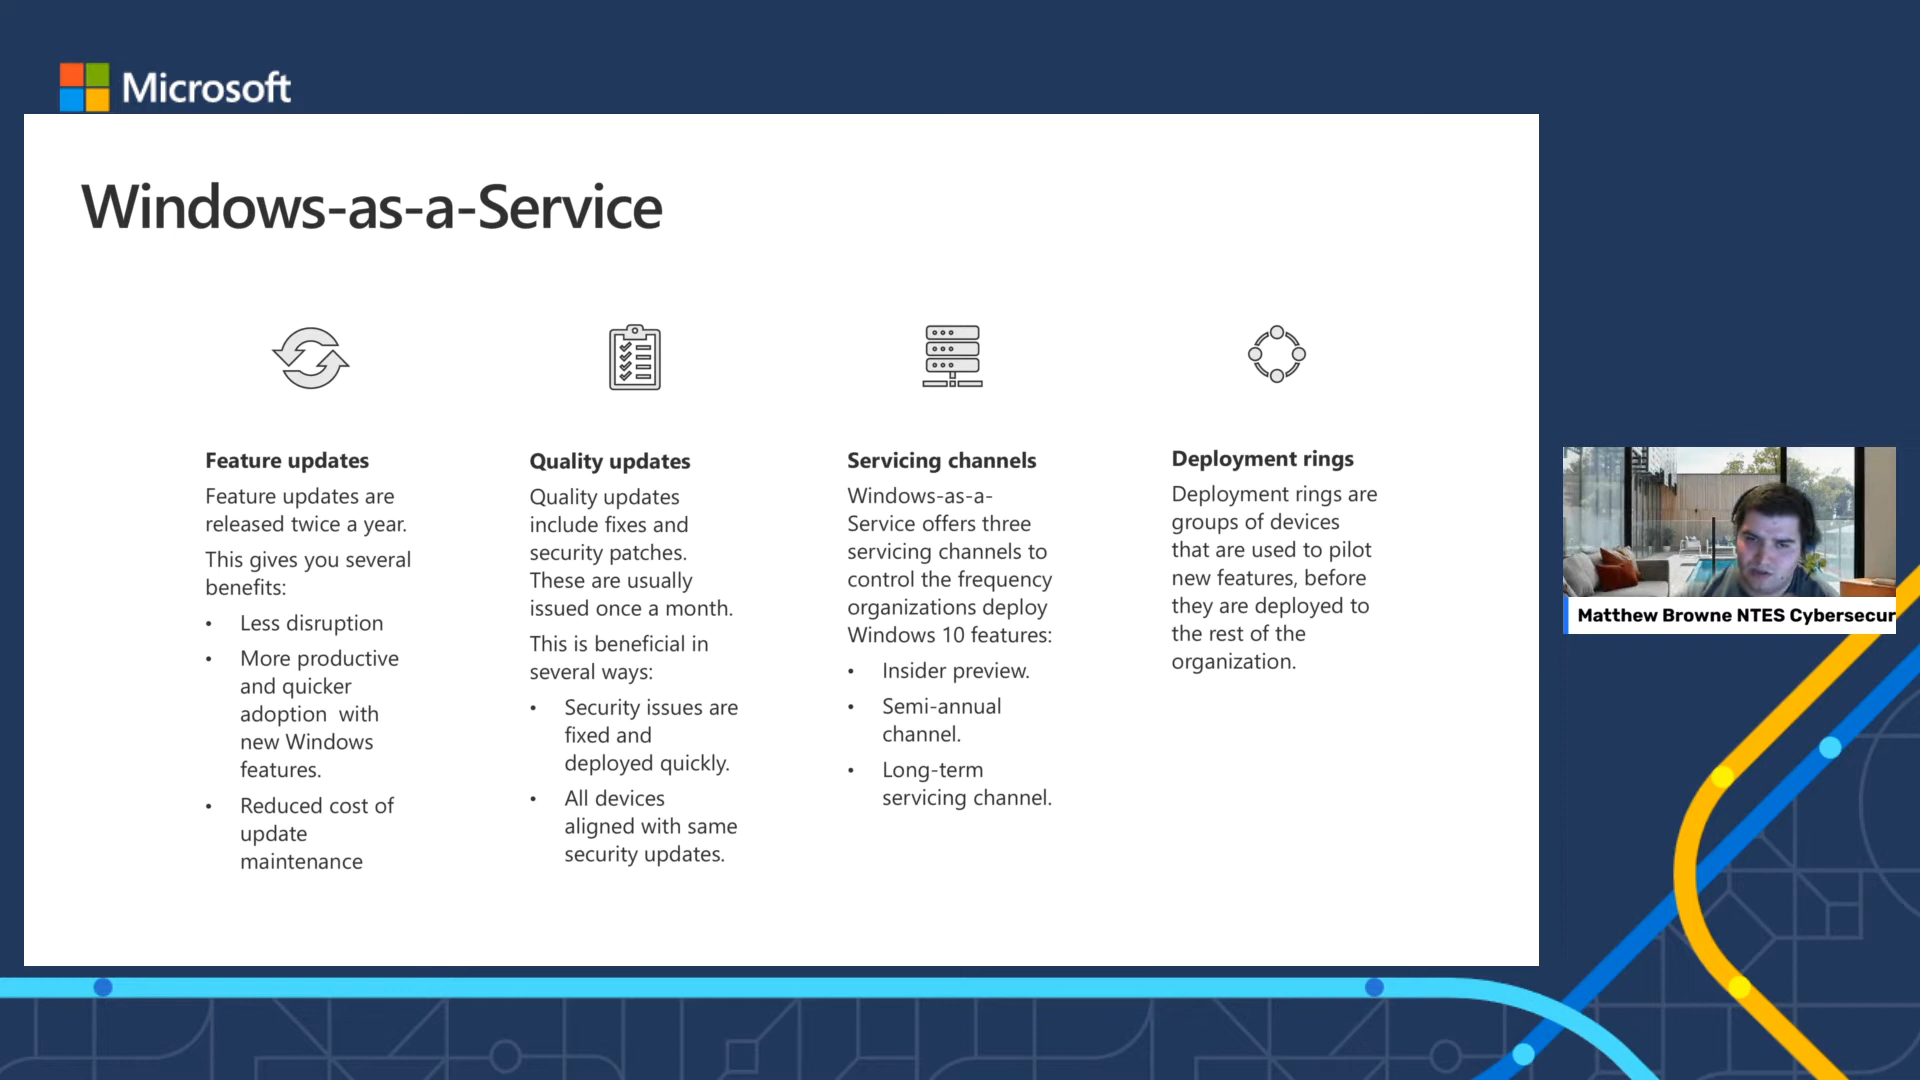 Microsoft
Windows-as-a-Service
Feature updates
Feature updates are
released twice a year.
This gives you several
benefits:
• Less disruption
• More productive
and quicker
adoption with
new Windows
features.
• Reduced cost of
update
maintenance
Quality updates
Quality updates
include fixes and
security patches.
These are usually
issued once a month.
This is beneficial in
several ways:
• Security issues are
fixed and
deployed quickly.
• All devices
aligned with same
security updates.
Servicing channels
Windows-as-a-
Service offers three
servicing channels to
control the frequency
organizations deploy
Windows 10 features:
• Insider preview.
• Semi-annual
channel.
• Long-term
servicing channel.
Deployment rings
Deployment rings are
groups of devices
that are used to pilot
new features, before
they are deployed to
the rest of the
organization.
Matthew Browne NTES Cybersecur